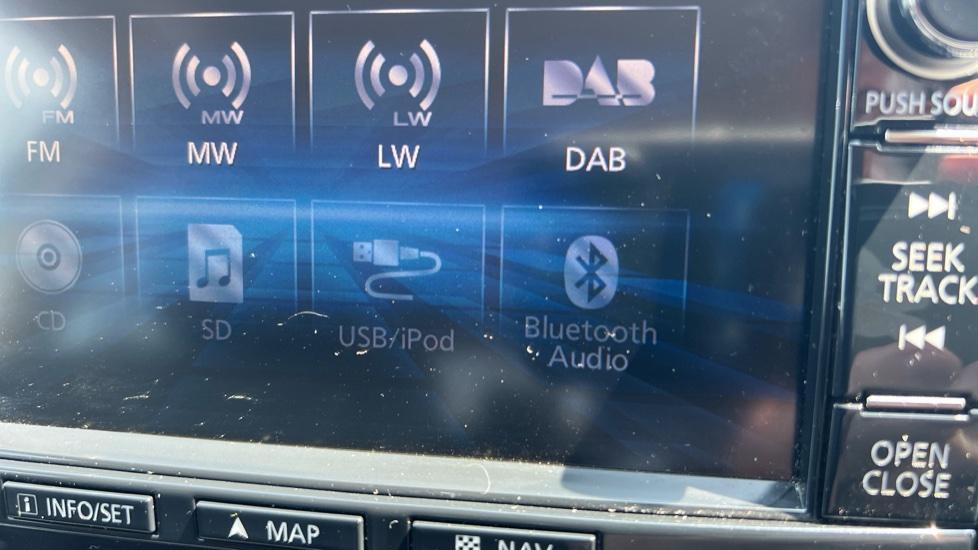 FM
MW
LW
DAB
FM
MW
LW
DAB
PUSH SOU
CD
SD
USB/iPod
Bluetooth
Audio
SEEK
TRACK
OPEN
CLOSE
i INFO/SET
MAP
NAV